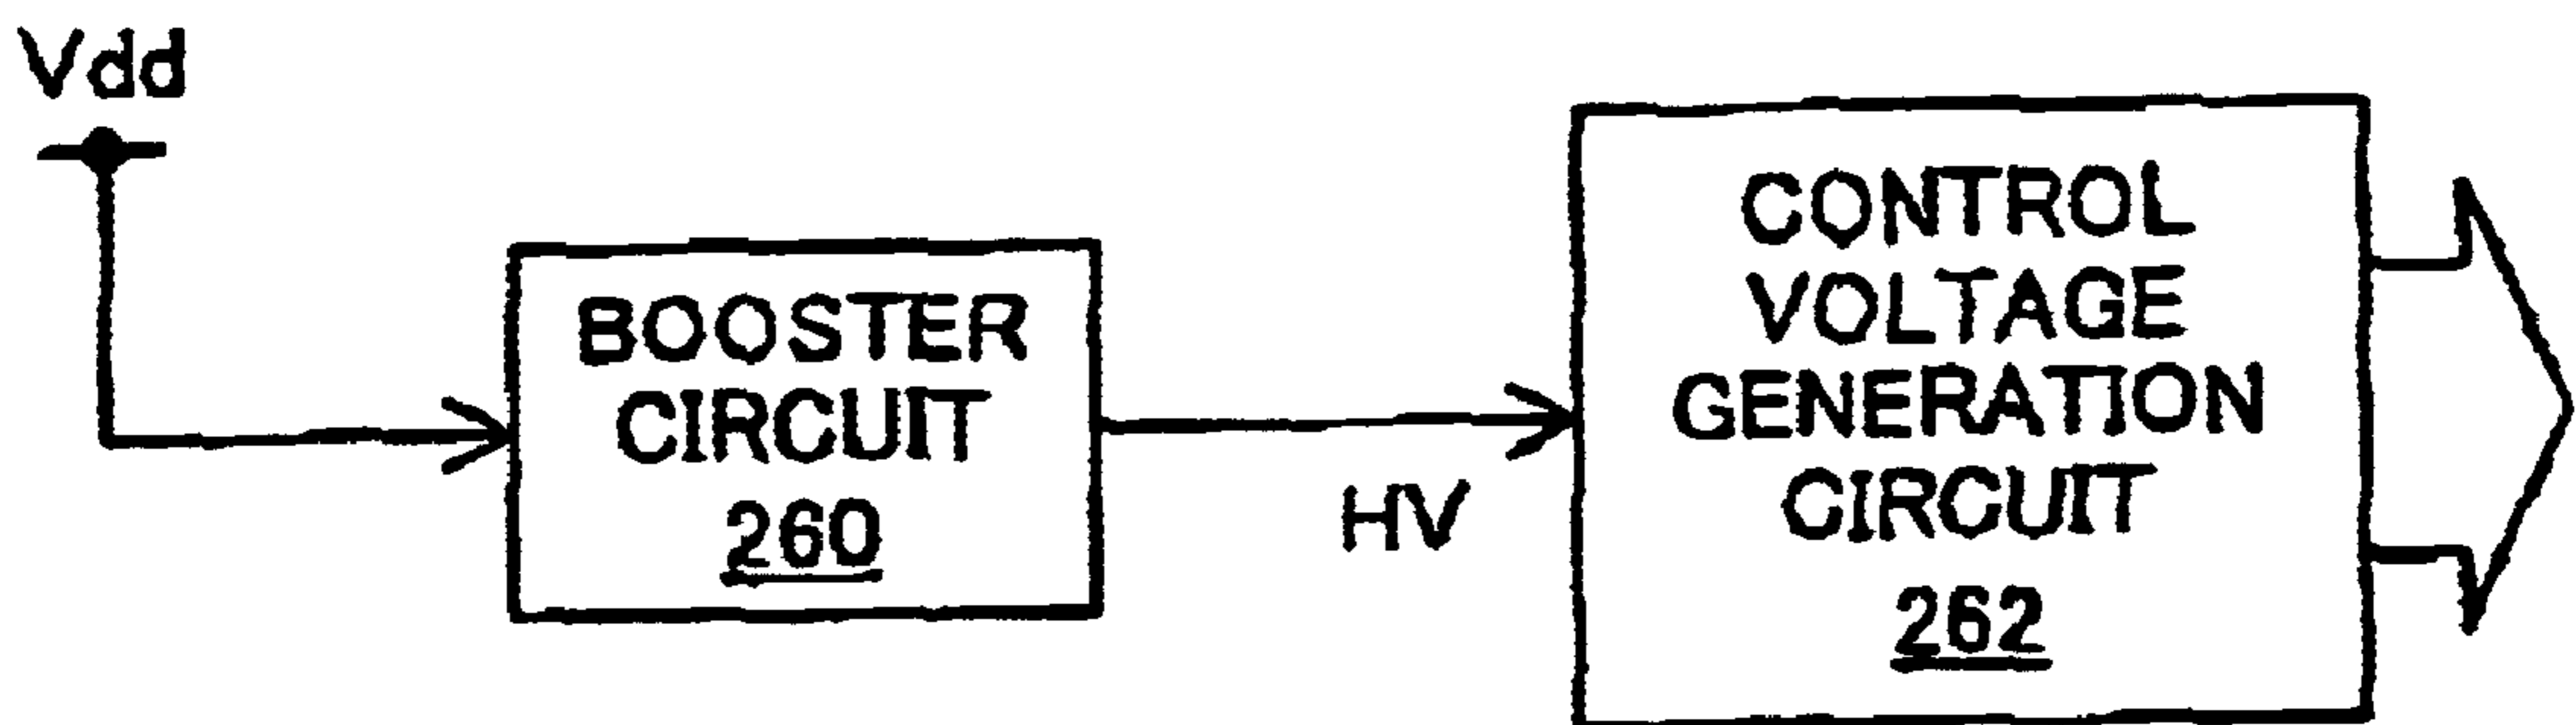 Vdd
BOOSTER
CIRCUIT
260
HV
CONTROL
VOLTAGE
GENERATION
CIRCUIT
262